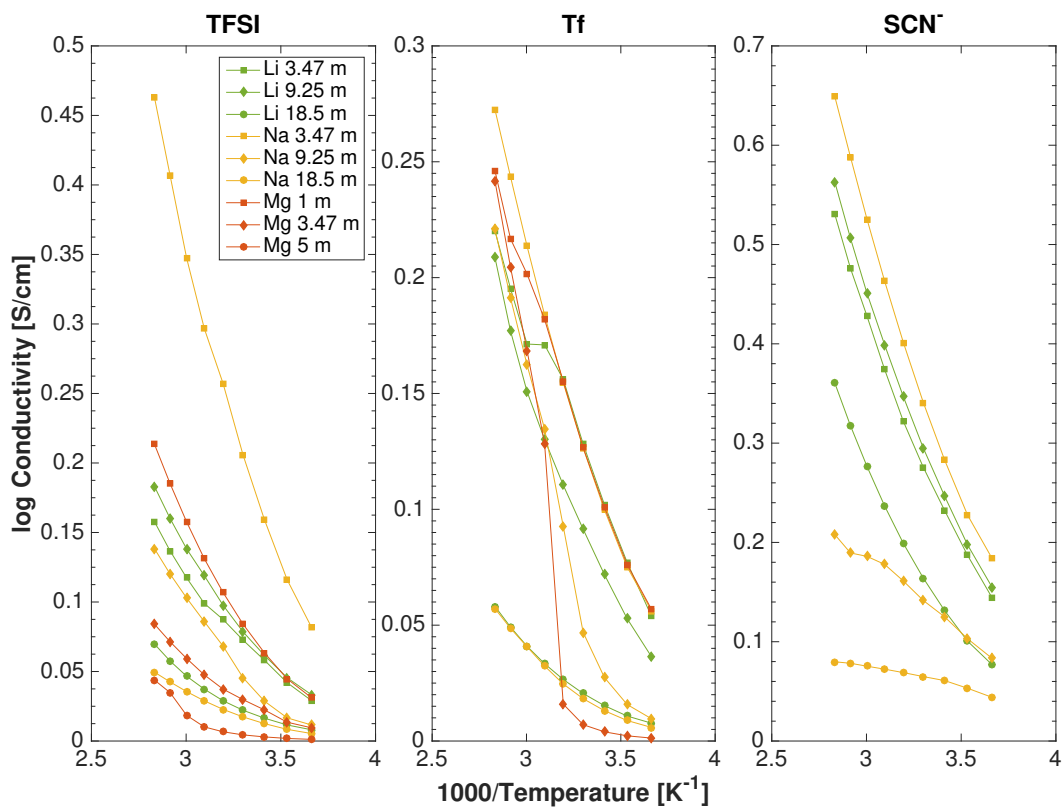 TFSI
Tf
SCN-
log Conductivity [S/cm]
0.5
0.45
0.4
0.35
0.3
0.25
0.2
0.15
0.1
0.05
0
Li 3.47 m
Li 9.25 m
Li 18.5 m
Na 3.47 m
Na 9.25 m
Na 18.5 m
Mg 1 m
Mg 3.47 m
Mg 5 m
2.5 3 3.5 4
0.3
0.25
0.2
0.15
0.1
0.05
0
2.5 3 3.5 4
0.7
0.6
0.5
0.4
0.3
0.2
0.1
0
2.5 3 3.5 4
1000/Temperature [K-1]